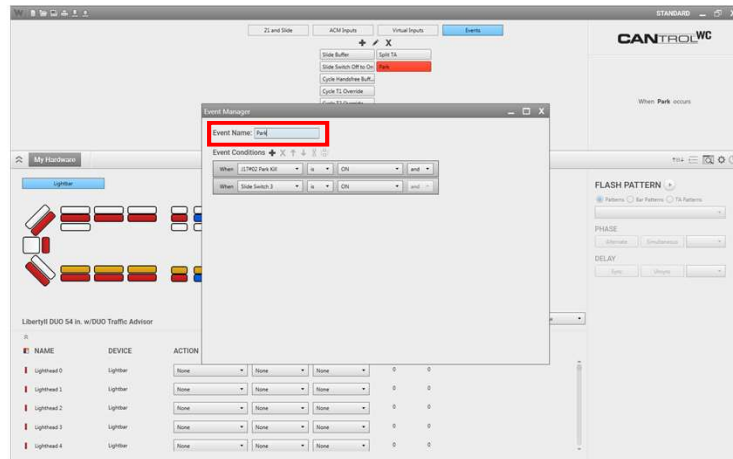 STANDARD
Z1 and Slide
ACM Inputs
Virtual Inputs
Events
CANTROL WC
Slide Buffer
Split TA
Slide Switch Off to On
Park
Cycle Handsfree Buff...
Cycle T1 Override
When Park occurs
Event Manager
Event Name: Park
Event Conditions
When J17#02 Park Kill is ON and
When Slide Switch 3 is ON and
My Hardware
Lightbar
FLASH PATTERN
Patterns Bar Patterns TA Patterns
PHASE
Alternate Simultaneous
DELAY
Sync Unsync
LibertyII DUO 54 in. w/DUO Traffic Advisor
NAME DEVICE ACTION
Lighthead 0 Lightbar None None None 0 0
Lighthead 1 Lightbar None None None 0 0
Lighthead 2 Lightbar None None None 0 0
Lighthead 3 Lightbar None None None 0 0
Lighthead 4 Lightbar None None None 0 0